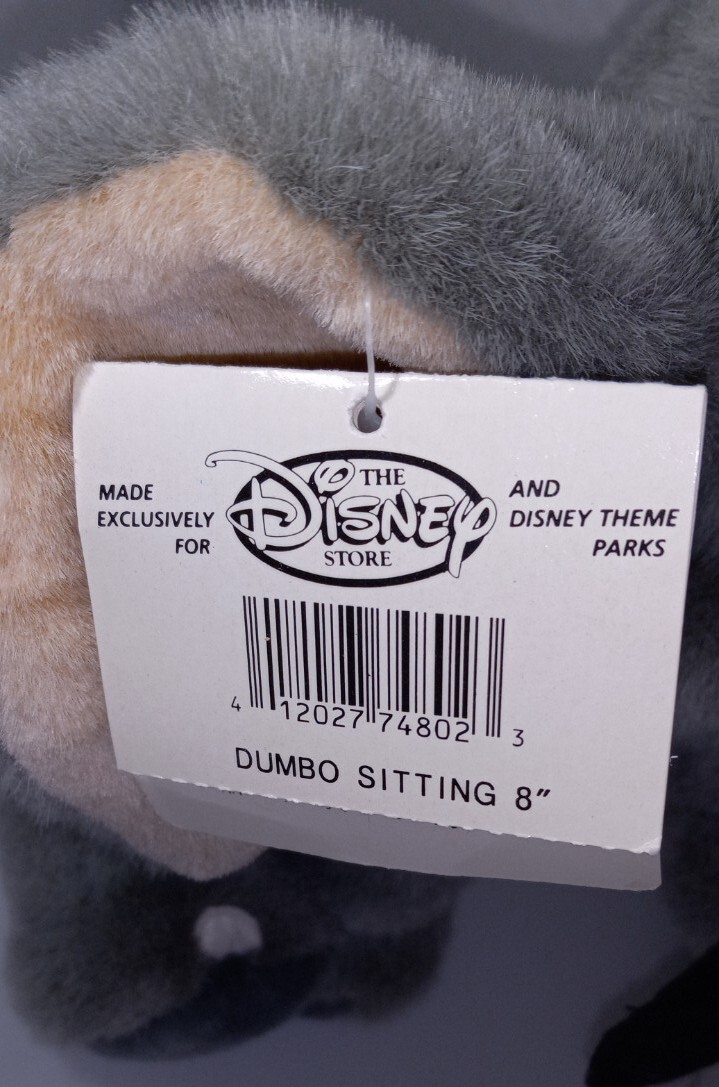 MADE
EXCLUSIVELY
FOR
THE
DISNEY
STORE
AND
DISNEY THEME
PARKS
4 12027 74802 3
DUMBO SITTING 8"